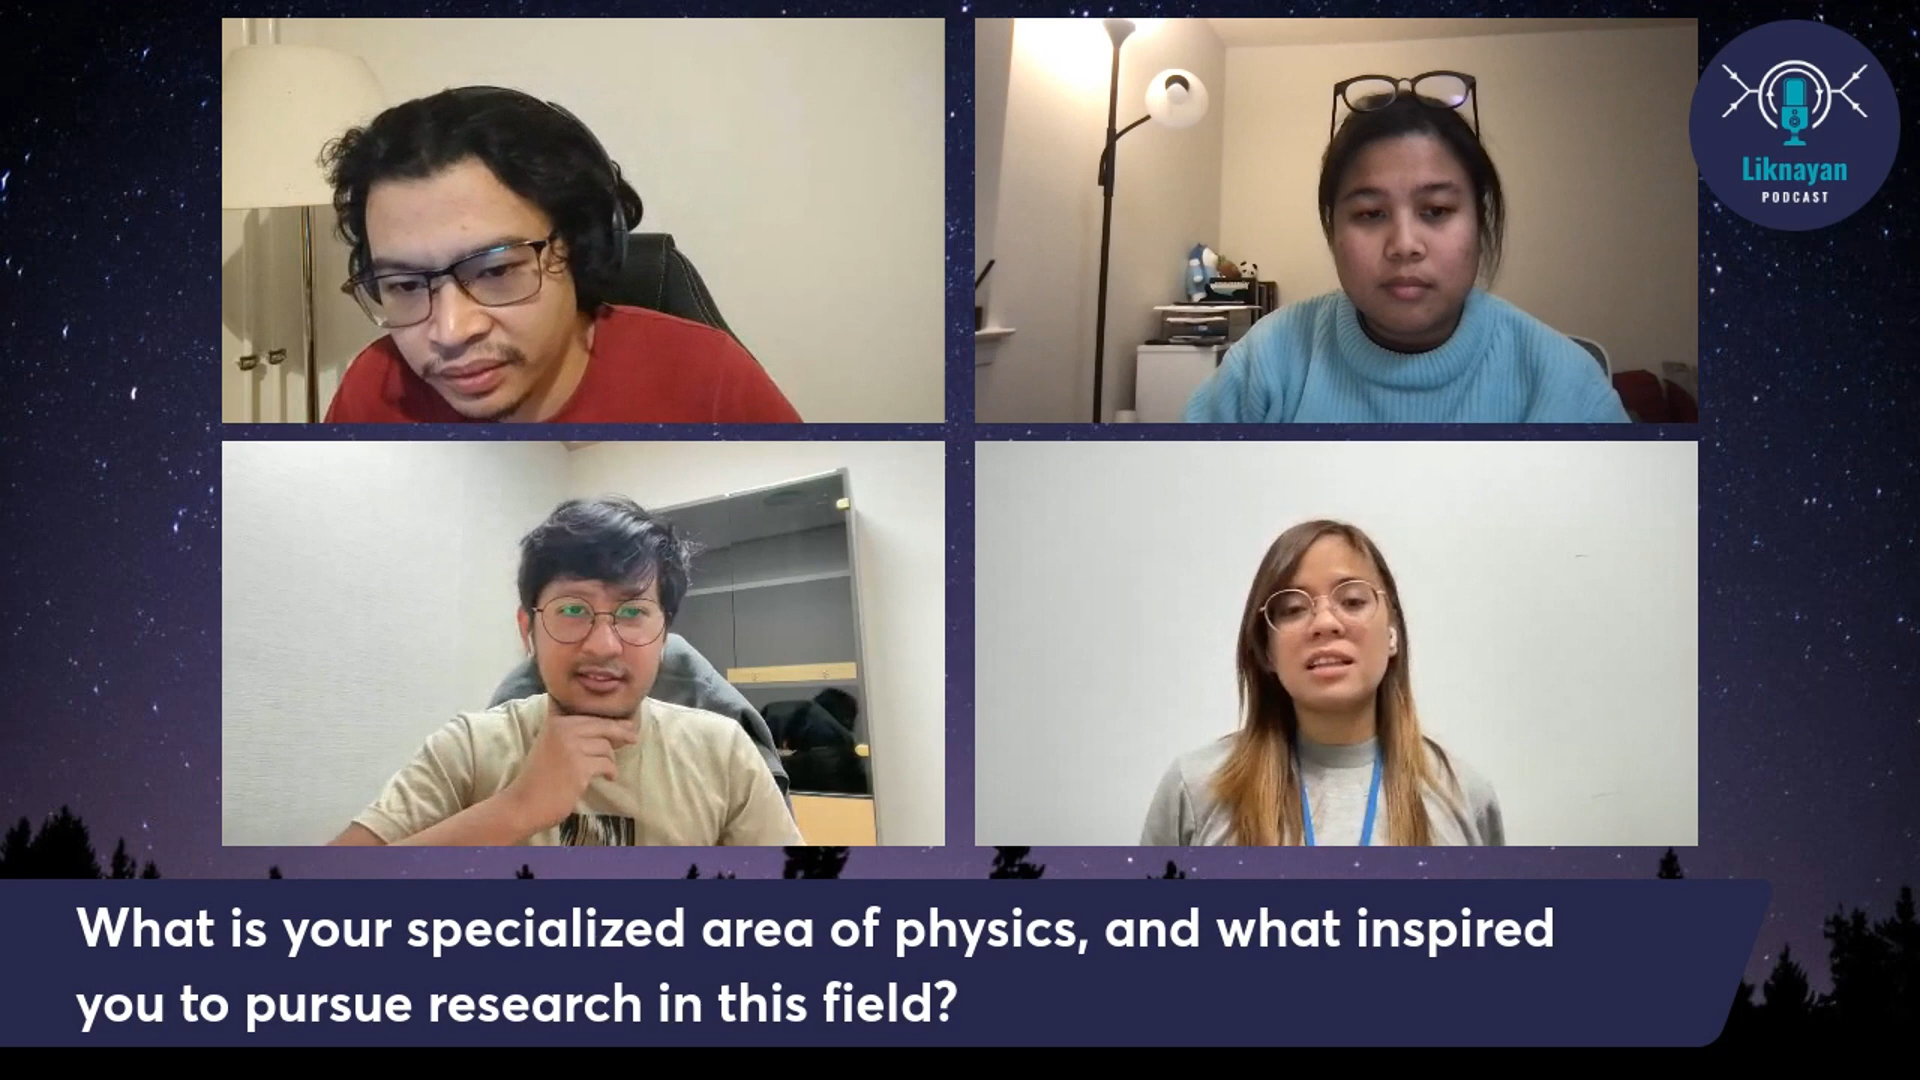 Liknayan
PODCAST
What is your specialized area of physics, and what inspired
you to pursue research in this field?